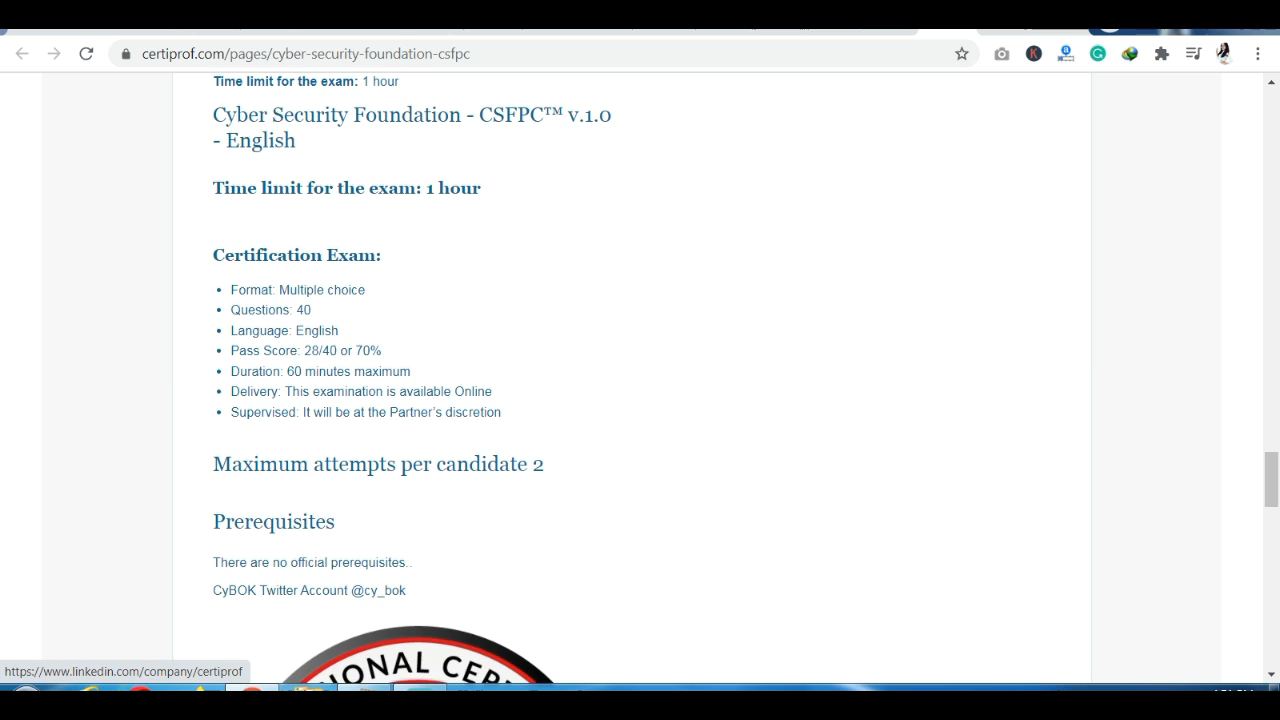 certiprof.com/pages/cyber-security-foundation-csfpc
Time limit for the exam: 1 hour
Cyber Security Foundation - CSFPC™ v.1.0
- English
Time limit for the exam: 1 hour
Certification Exam:
• Format: Multiple choice
• Questions: 40
• Language: English
• Pass Score: 28/40 or 70%
• Duration: 60 minutes maximum
• Delivery: This examination is available Online
• Supervised: It will be at the Partner’s discretion
Maximum attempts per candidate 2
Prerequisites
There are no official prerequisites..
CyBOK Twitter Account @cy_bok
IONAL CER
https://www.linkedin.com/company/certiprof